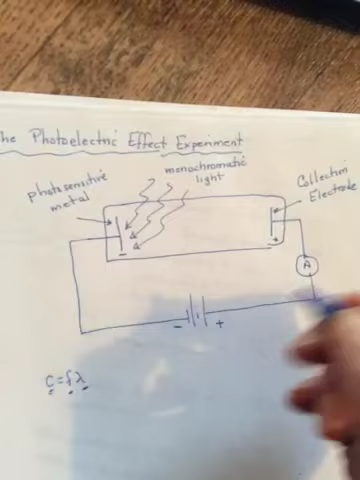 he Photoelectric Effect Experiment
monochromatic
light
photosensitive
metal
Collection
Electrode
-
+
A
- +
C=fλ